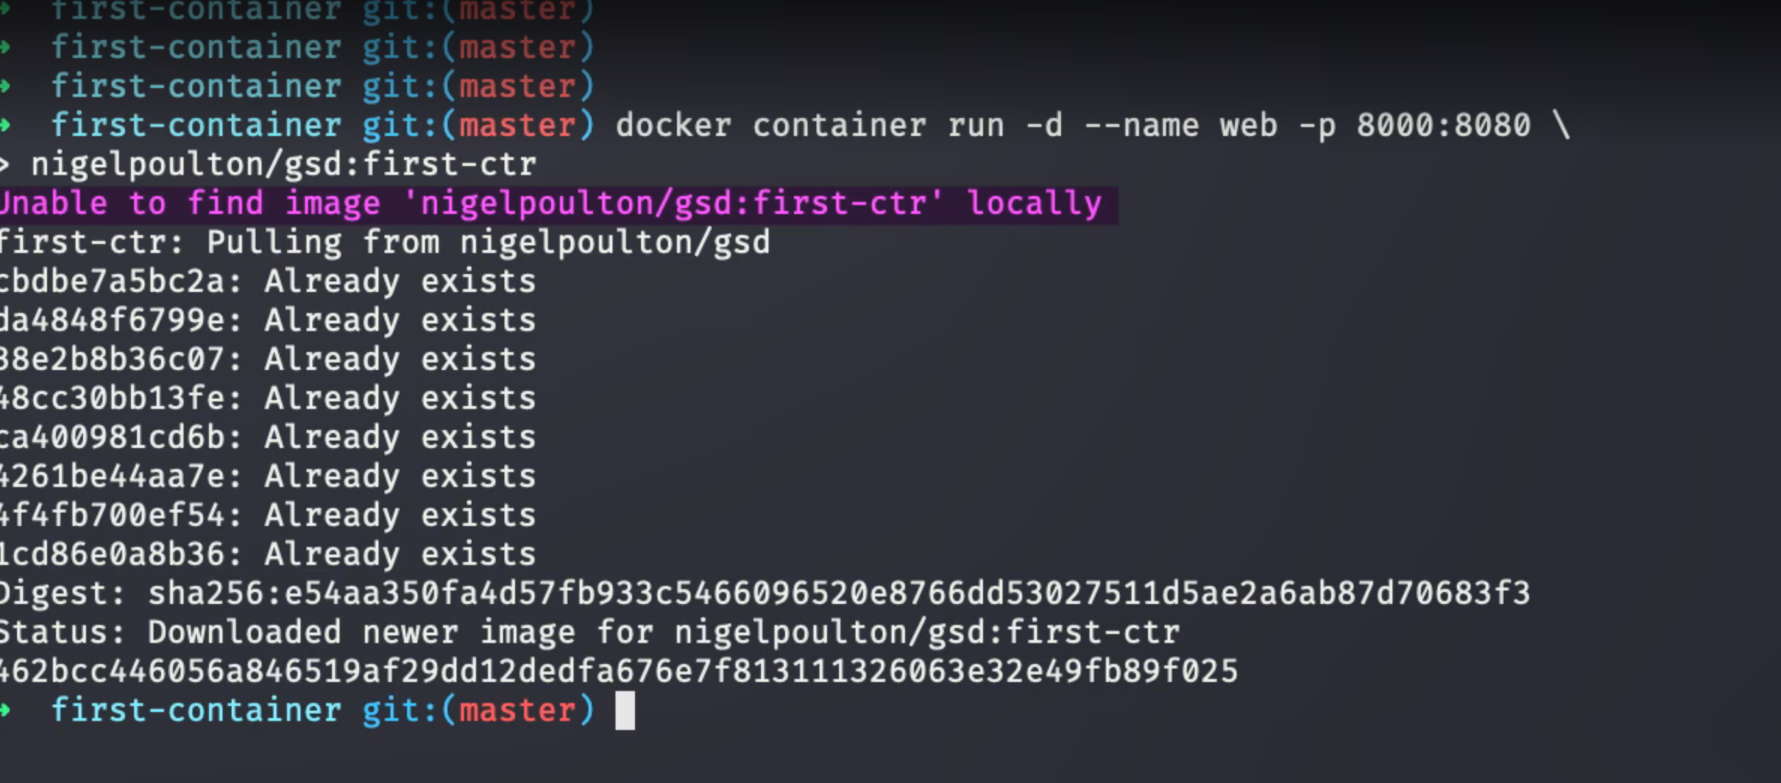 ➜ first-container git:(master)
➜ first-container git:(master)
➜ first-container git:(master)
➜ first-container git:(master) docker container run -d --name web -p 8000:8080 \
> nigelpoulton/gsd:first-ctr
Unable to find image 'nigelpoulton/gsd:first-ctr' locally
first-ctr: Pulling from nigelpoulton/gsd
cbdbe7a5bc2a: Already exists
da4848f6799e: Already exists
38e2b8b36c07: Already exists
48cc30bb13fe: Already exists
ca400981cd6b: Already exists
4261be44aa7e: Already exists
4f4fb700ef54: Already exists
1cd86e0a8b36: Already exists
Digest: sha256:e54aa350fa4d57fb933c5466096520e8766dd53027511d5ae2a6ab87d70683f3
Status: Downloaded newer image for nigelpoulton/gsd:first-ctr
462bcc446056a846519af29dd12dedfa676e7f813111326063e32e49fb89f025
➜ first-container git:(master)